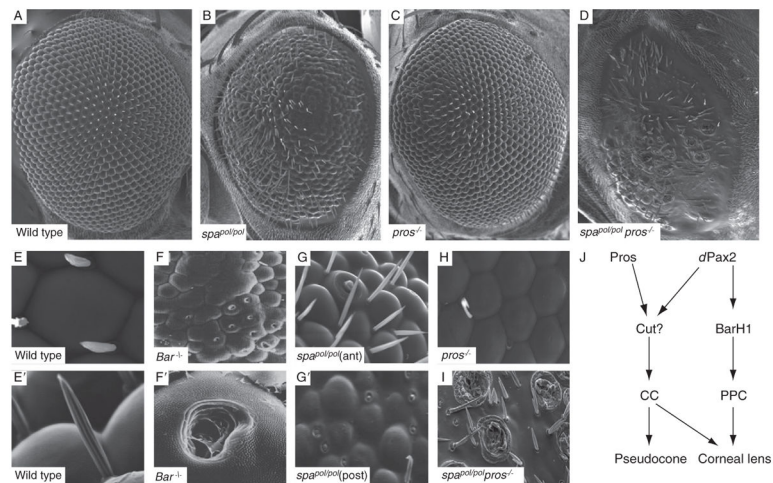 A
Wild type
B
spa^pol/pol
C
pros^-/-
D
spa^pol/pol pros^-/-
E
Wild type
F
Bar^-/-
G
spa^pol/pol(ant)
H
pros^-/-
E′
Wild type
F′
Bar^-/-
G′
spa^pol/pol(post)
I
spa^pol/pol pros^-/-
J
Pros dPax2
Cut? BarH1
CC PPC
Pseudocone Corneal lens